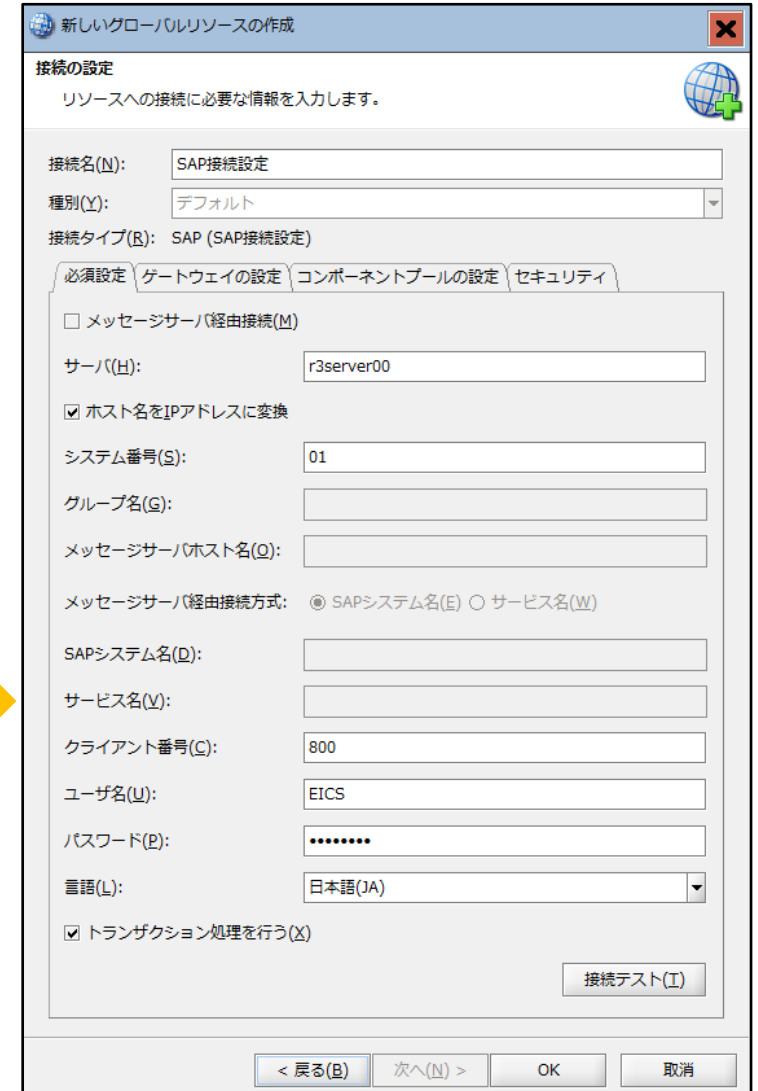 新しいグローバルリソースの作成
接続の設定
リソースへの接続に必要な情報を入力します。
接続名(N): SAP接続設定
種別(Y): デフォルト
接続タイプ(R): SAP (SAP接続設定)
必須設定 ゲートウェイの設定 コンポーネントプールの設定 セキュリティ
メッセージサーバ経由接続(M)
サーバ(H): r3server00
ホスト名をIPアドレスに変換
システム番号(S): 01
グループ名(G):
メッセージサーバホスト名(O):
メッセージサーバ経由接続方式: SAPシステム名(E) サービス名(W)
SAPシステム名(D):
サービス名(V):
クライアント番号(C): 800
ユーザ名(U): EICS
パスワード(P): ••••••••
言語(L): 日本語(JA)
トランザクション処理を行う(X)
接続テスト(T)
< 戻る(B) 次へ(N) > OK 取消